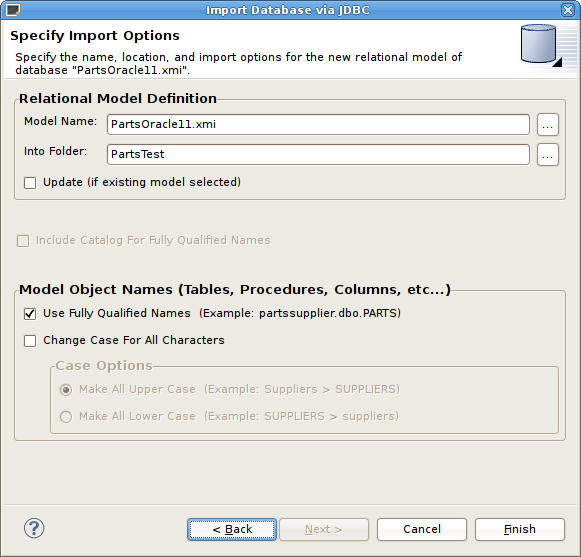 Import Database via JDBC
Specify Import Options
Specify the name, location, and import options for the new relational model of
database "PartsOracle11.xmi".
Relational Model Definition
Model Name: PartsOracle11.xmi ...
Into Folder: PartsTest ...
Update (if existing model selected)
Include Catalog For Fully Qualified Names
Model Object Names (Tables, Procedures, Columns, etc...)
Use Fully Qualified Names (Example: partssupplier.dbo.PARTS)
Change Case For All Characters
Case Options
Make All Upper Case (Example: Suppliers > SUPPLIERS)
Make All Lower Case (Example: SUPPLIERS > suppliers)
? < Back Next > Cancel Finish